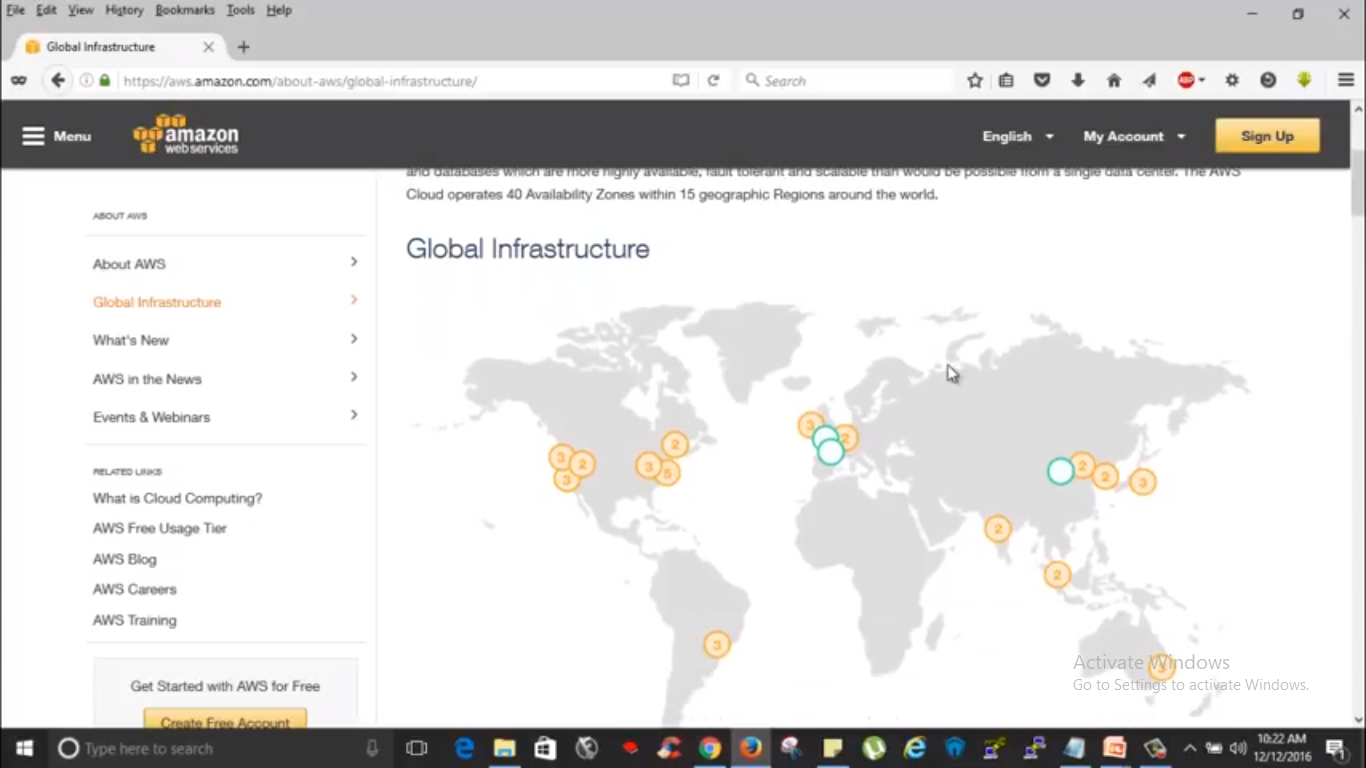 File Edit View History Bookmarks Tools Help
Global Infrastructure
https://aws.amazon.com/about-aws/global-infrastructure/
Search
ABP
Menu
amazon
web services
English
My Account
Sign Up
and databases which are more highly available, fault tolerant and scalable than would be possible from a single data center. The AWS
Cloud operates 40 Availability Zones within 15 geographic Regions around the world.
ABOUT AWS
About AWS
Global Infrastructure
What's New
AWS in the News
Events & Webinars
RELATED LINKS
What is Cloud Computing?
AWS Free Usage Tier
AWS Blog
AWS Careers
AWS Training
Get Started with AWS for Free
Create Free Account
Global Infrastructure
3 2
2
3 2 3 5
3
2 2 3
2
2
3
3
Activate Windows
Go to Settings to activate Windows.
Type here to search
10:22 AM
12/12/2016